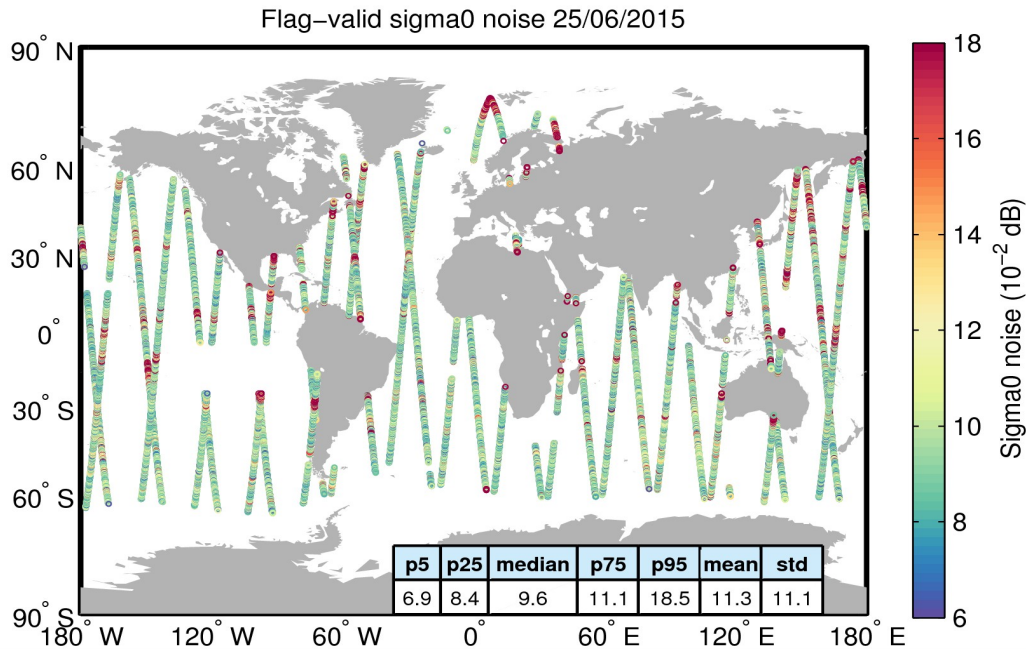 Flag−valid sigma0 noise 25/06/2015
90° N
60° N
30° N
0°
30° S
60° S
90° S
180° W
120° W
60° W
0°
60° E
120° E
180° E
p5 p25 median p75 p95 mean std
6.9 8.4 9.6 11.1 18.5 11.3 11.1
18
16
14
12
10
8
6
Sigma0 noise (10⁻² dB)